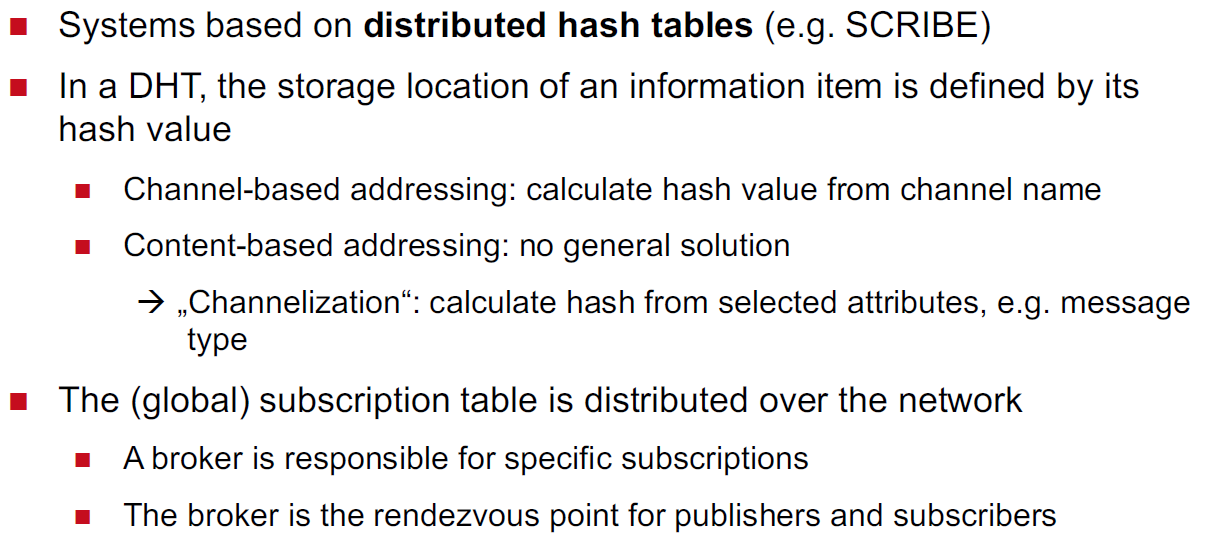 Systems based on distributed hash tables (e.g. SCRIBE)
In a DHT, the storage location of an information item is defined by its
hash value
Channel-based addressing: calculate hash value from channel name
Content-based addressing: no general solution
→ „Channelization“: calculate hash from selected attributes, e.g. message
type
The (global) subscription table is distributed over the network
A broker is responsible for specific subscriptions
The broker is the rendezvous point for publishers and subscribers